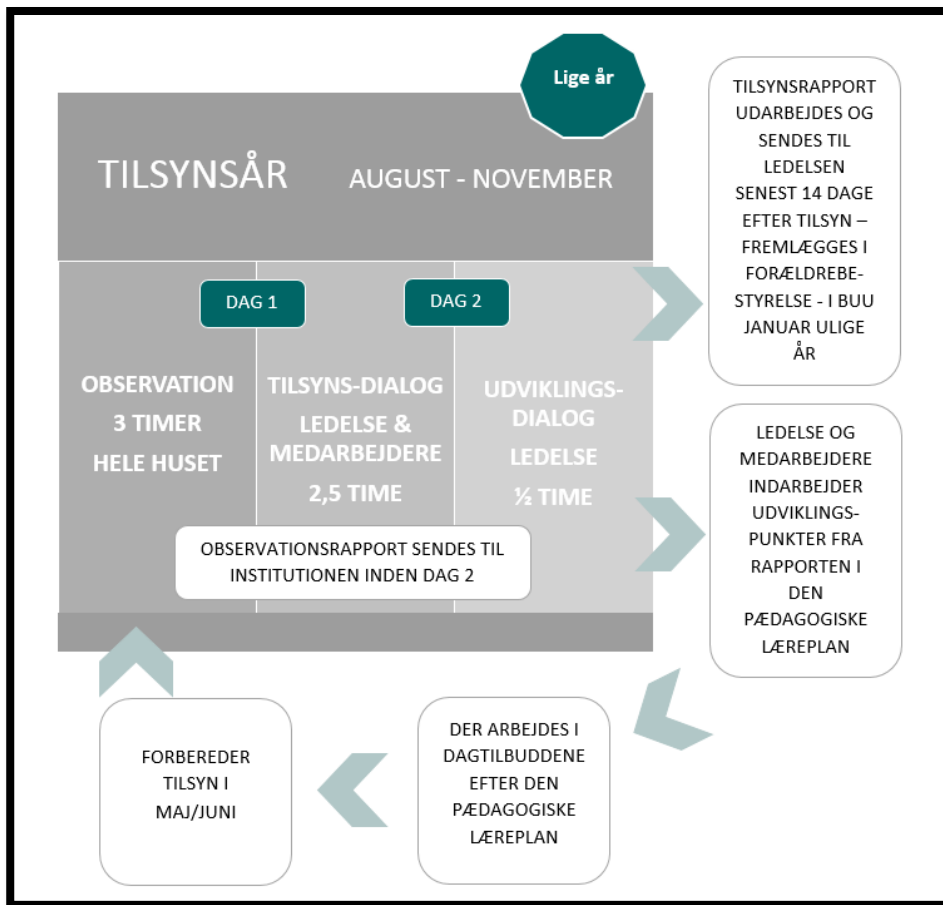 Lige år
TILSYNSÅR AUGUST - NOVEMBER
DAG 1
DAG 2
OBSERVATION
3 TIMER
HELE HUSET
TILSYNS-DIALOG
LEDELSE &
MEDARBEJDERE
2,5 TIME
UDVIKLINGS-
DIALOG
LEDELSE
½ TIME
OBSERVATIONSRAPPORT SENDES TIL
INSTITUTIONEN INDEN DAG 2
TILSYNSRAPPORT
UDARBEJDES OG
SENDES TIL
LEDELSEN
SENEST 14 DAGE
EFTER TILSYN –
FREMLÆGGES I
FORÆLDREBE-
STYRELSE - I BUU
JANUAR ULIGE
ÅR
LEDELSE OG
MEDARBEJDERE
INDARBEJDER
UDVIKLINGS-
PUNKTER FRA
RAPPORTEN I
DEN
PÆDAGOGISKE
LÆREPLAN
DER ARBEJDES I
DAGTILBUDDENE
EFTER DEN
PÆDAGOGISKE
LÆREPLAN
FORBEREDER
TILSYN I
MAJ/JUNI